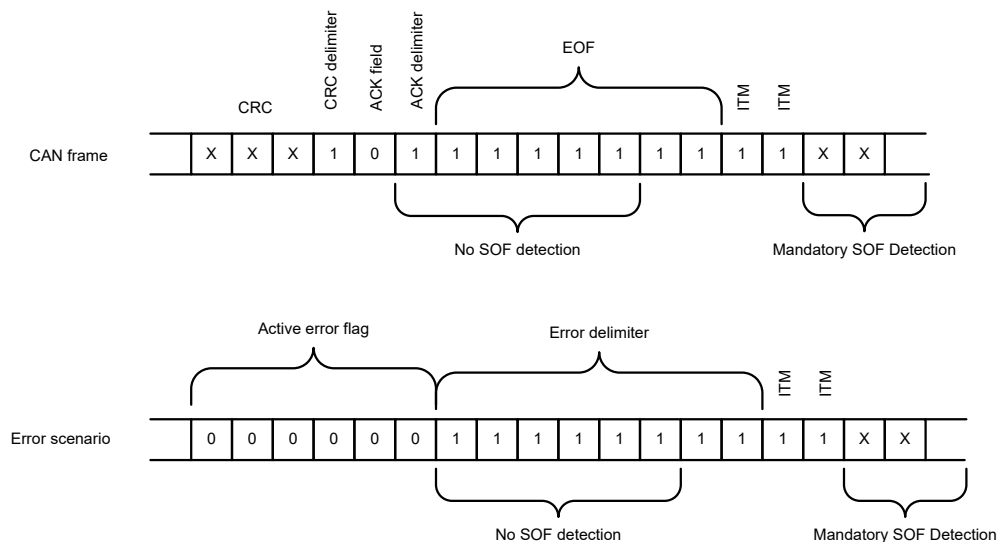 CRC
CRC delimiter
ACK field
ACK delimiter
EOF
ITM
ITM
CAN frame
X X X 1 0 1 1 1 1 1 1 1 1 1 1 X X
No SOF detection
Mandatory SOF Detection
Active error flag
Error delimiter
ITM
ITM
Error scenario
0 0 0 0 0 0 1 1 1 1 1 1 1 1 1 1 X X
No SOF detection
Mandatory SOF Detection